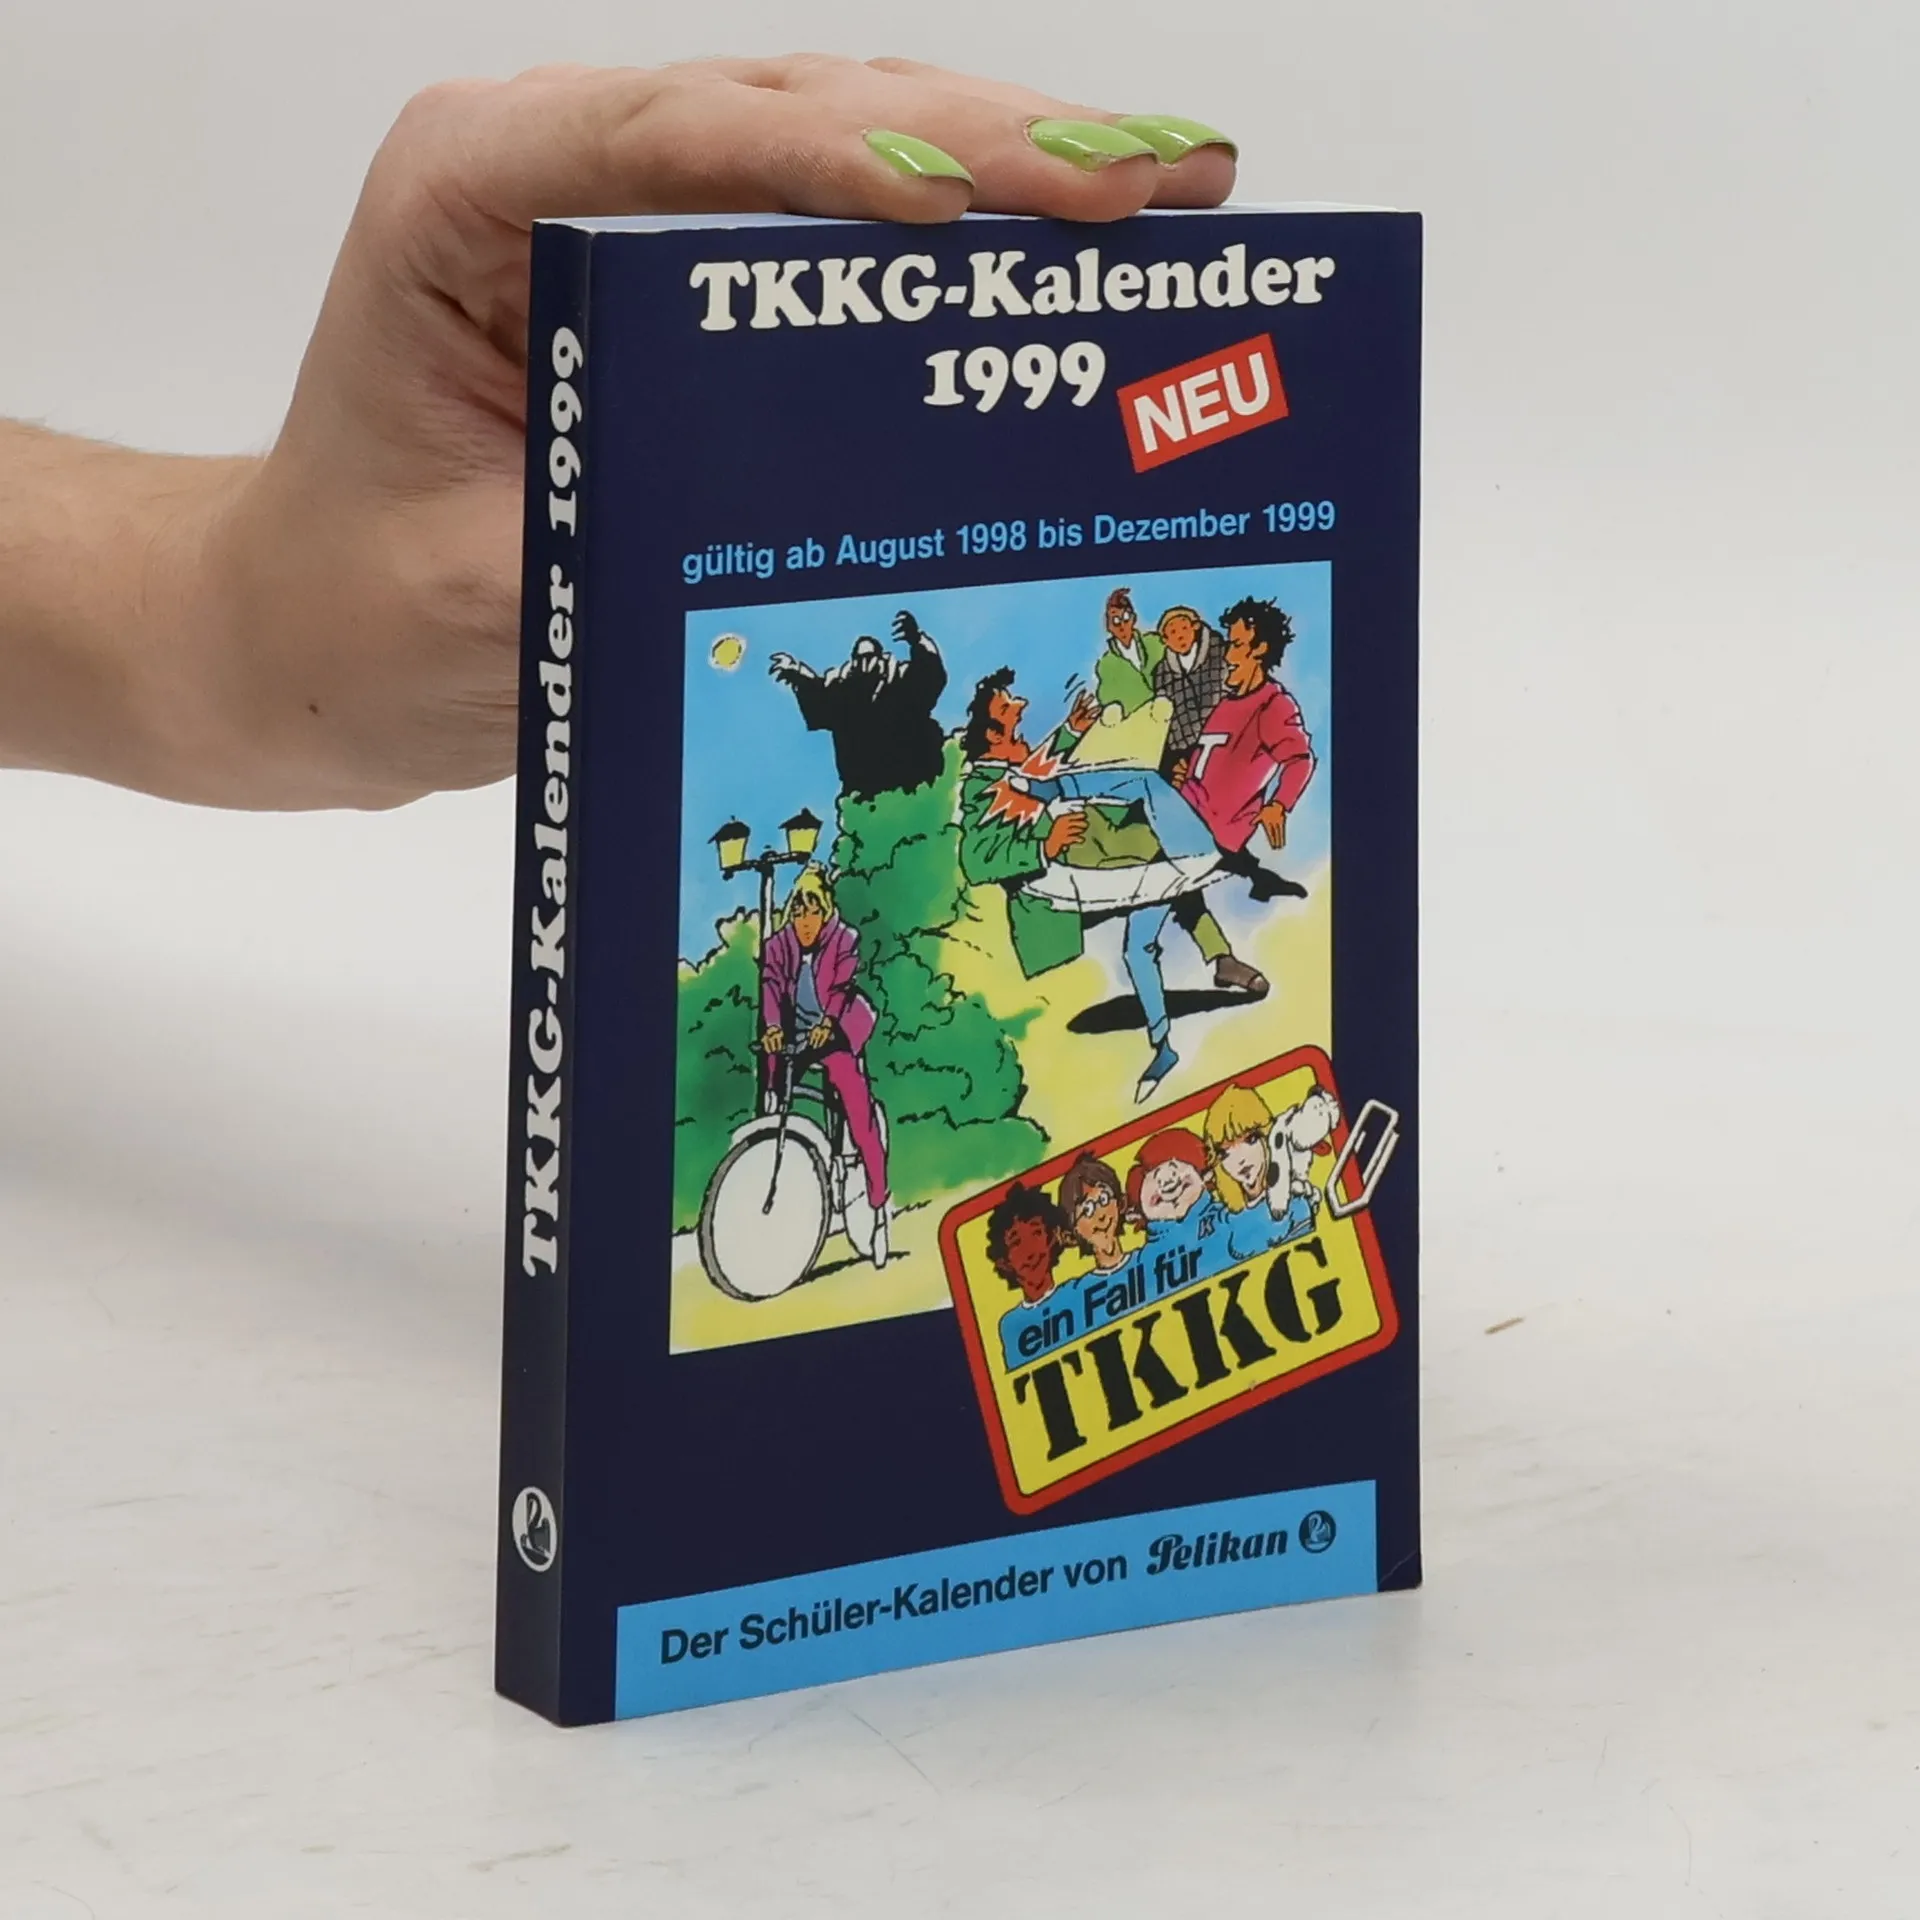 TKKG-Kalender
1999
NEU
gültig ab August 1998 bis Dezember 1999
T
K
ein Fall für
TKKG
Der Schüler-Kalender von Pelikan
TKKG-Kalender 1999